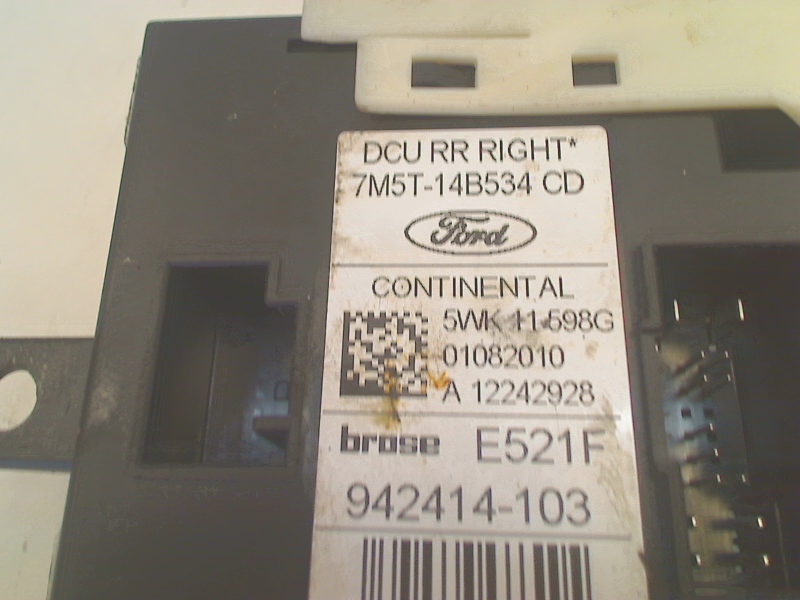 DCU RR RIGHT*
7M5T-14B534 CD
Ford
CONTINENTAL
5WK 11 598G
01082010
A 12242928
brose E521F
942414-103